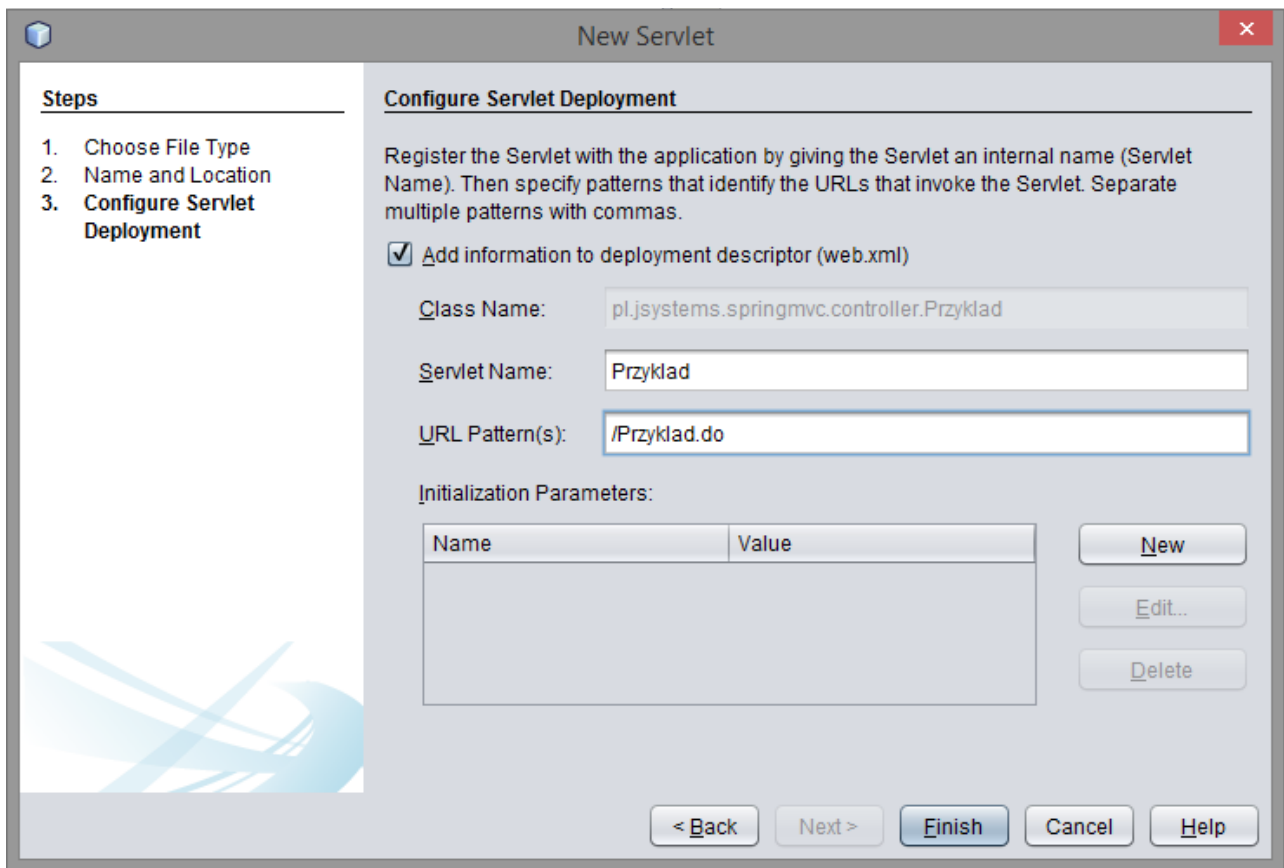 New Servlet
Steps
1. Choose File Type
2. Name and Location
3. Configure Servlet
Deployment
Configure Servlet Deployment
Register the Servlet with the application by giving the Servlet an internal name (Servlet
Name). Then specify patterns that identify the URLs that invoke the Servlet. Separate
multiple patterns with commas.
Add information to deployment descriptor (web.xml)
Class Name: pl.jsystems.springmvc.controller.Przyklad
Servlet Name: Przyklad
URL Pattern(s): /Przyklad.do
Initialization Parameters:
Name Value
New
Edit...
Delete
< Back Next > Finish Cancel Help